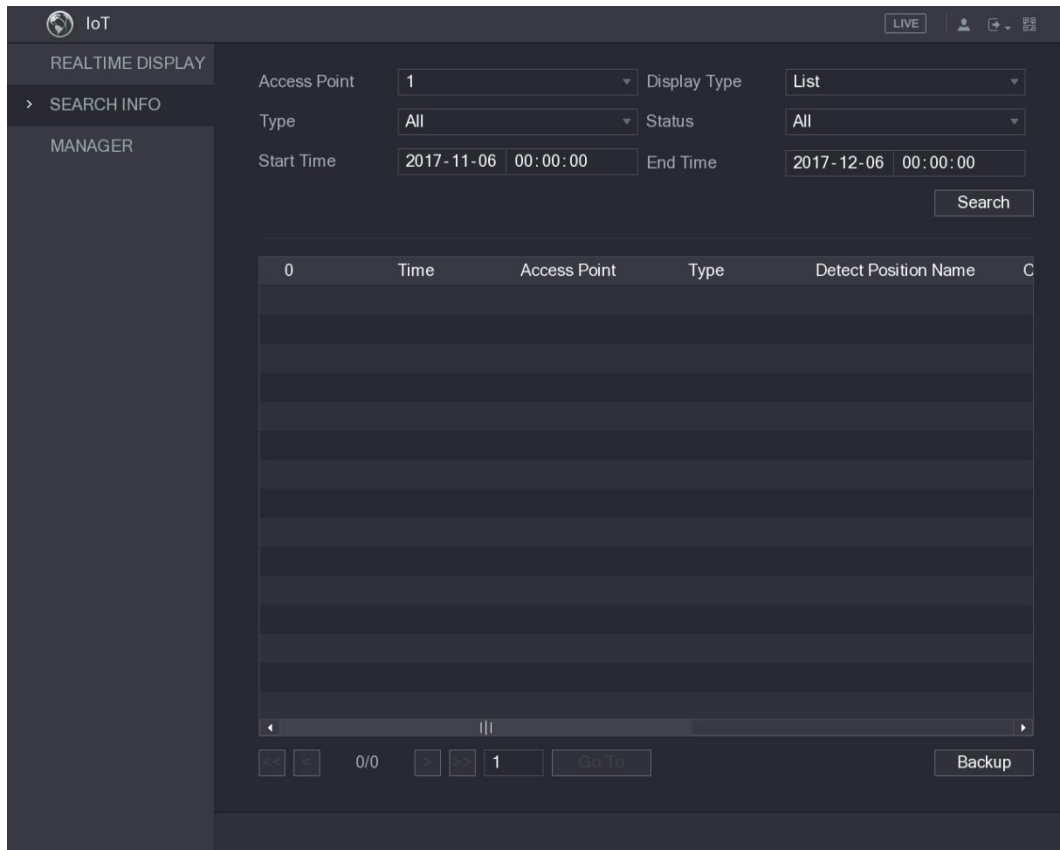 IoT LIVE
REALTIME DISPLAY
SEARCH INFO
MANAGER
Access Point 1 Display Type List
Type All Status All
Start Time 2017-11-06 00:00:00 End Time 2017-12-06 00:00:00
Search
0 Time Access Point Type Detect Position Name
<< < 0/0 > >> 1 Go To Backup